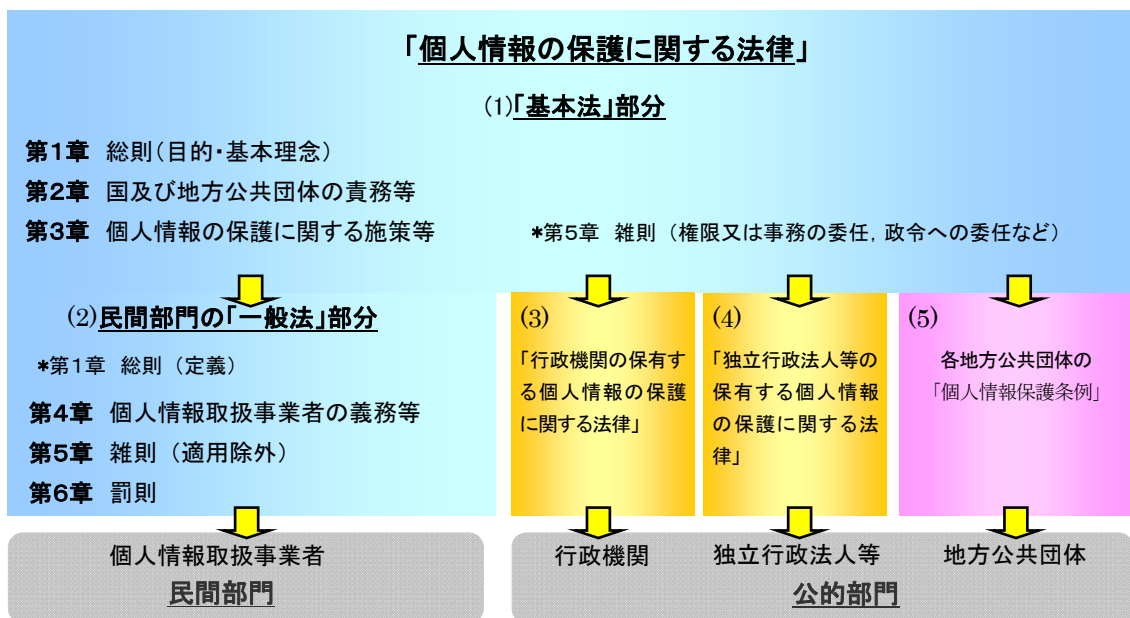 「個人情報の保護に関する法律」
(1)「基本法」部分
第1章 総則(目的・基本理念)
第2章 国及び地方公共団体の責務等
第3章 個人情報の保護に関する施策等
*第5章 雑則(権限又は事務の委任,政令への委任など)
(2)民間部門の「一般法」部分
*第1章 総則(定義)
第4章 個人情報取扱事業者の義務等
第5章 雑則(適用除外)
第6章 罰則
(3)
「行政機関の保有す
る個人情報の保護
に関する法律」
(4)
「独立行政法人等の
保有する個人情報
の保護に関する法
律」
(5)
各地方公共団体の
「個人情報保護条例」
個人情報取扱事業者
民間部門
行政機関
独立行政法人等
地方公共団体
公的部門